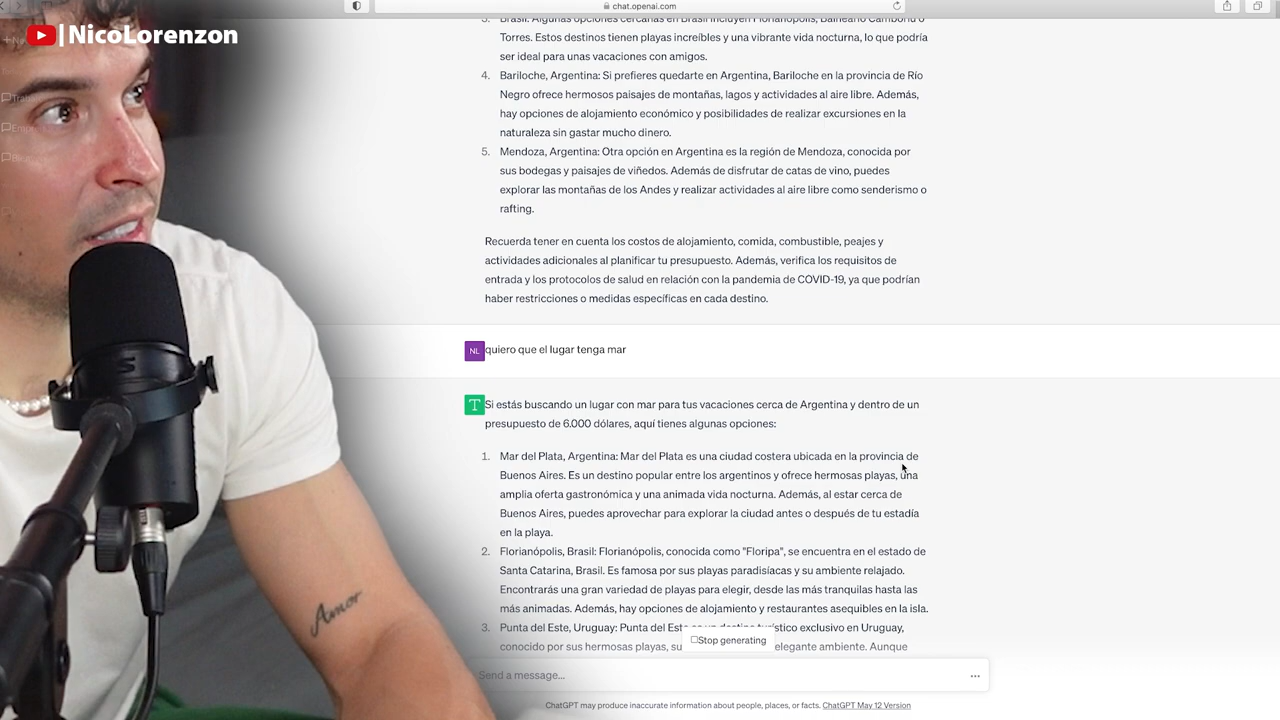 | NicoLorenzon
chat.openai.com
3. Brasil: Algunas opciones cercanas en Brasil incluyen Florianópolis, Balneário Camboriú o
Torres. Estos destinos tienen playas increíbles y una vibrante vida nocturna, lo que podría
ser ideal para unas vacaciones con amigos.
4. Bariloche, Argentina: Si prefieres quedarte en Argentina, Bariloche en la provincia de Río
Negro ofrece hermosos paisajes de montañas, lagos y actividades al aire libre. Además,
hay opciones de alojamiento económico y posibilidades de realizar excursiones en la
naturaleza sin gastar mucho dinero.
5. Mendoza, Argentina: Otra opción en Argentina es la región de Mendoza, conocida por
sus bodegas y paisajes de viñedos. Además de disfrutar de catas de vino, puedes
explorar las montañas de los Andes y realizar actividades al aire libre como senderismo o
rafting.
Recuerda tener en cuenta los costos de alojamiento, comida, combustible, peajes y
actividades adicionales al planificar tu presupuesto. Además, verifica los requisitos de
entrada y los protocolos de salud en relación con la pandemia de COVID-19, ya que podrían
haber restricciones o medidas específicas en cada destino.
NL quiero que el lugar tenga mar
Si estás buscando un lugar con mar para tus vacaciones cerca de Argentina y dentro de un
presupuesto de 6.000 dólares, aquí tienes algunas opciones:
1. Mar del Plata, Argentina: Mar del Plata es una ciudad costera ubicada en la provincia de
Buenos Aires. Es un destino popular entre los argentinos y ofrece hermosas playas, una
amplia oferta gastronómica y una animada vida nocturna. Además, al estar cerca de
Buenos Aires, puedes aprovechar para explorar la ciudad antes o después de tu estadía
en la playa.
2. Florianópolis, Brasil: Florianópolis, conocida como "Floripa", se encuentra en el estado de
Santa Catarina, Brasil. Es famosa por sus playas paradisíacas y su ambiente relajado.
Encontrarás una gran variedad de playas para elegir, desde las más tranquilas hasta las
más animadas. Además, hay opciones de alojamiento y restaurantes asequibles en la isla.
3. Punta del Este, Uruguay: Punta del Este es un destino turístico exclusivo en Uruguay,
conocido por sus hermosas playas, su elegante ambiente. Aunque
Stop generating
Send a message...
ChatGPT may produce inaccurate information about people, places, or facts. ChatGPT May 12 Version
Amor